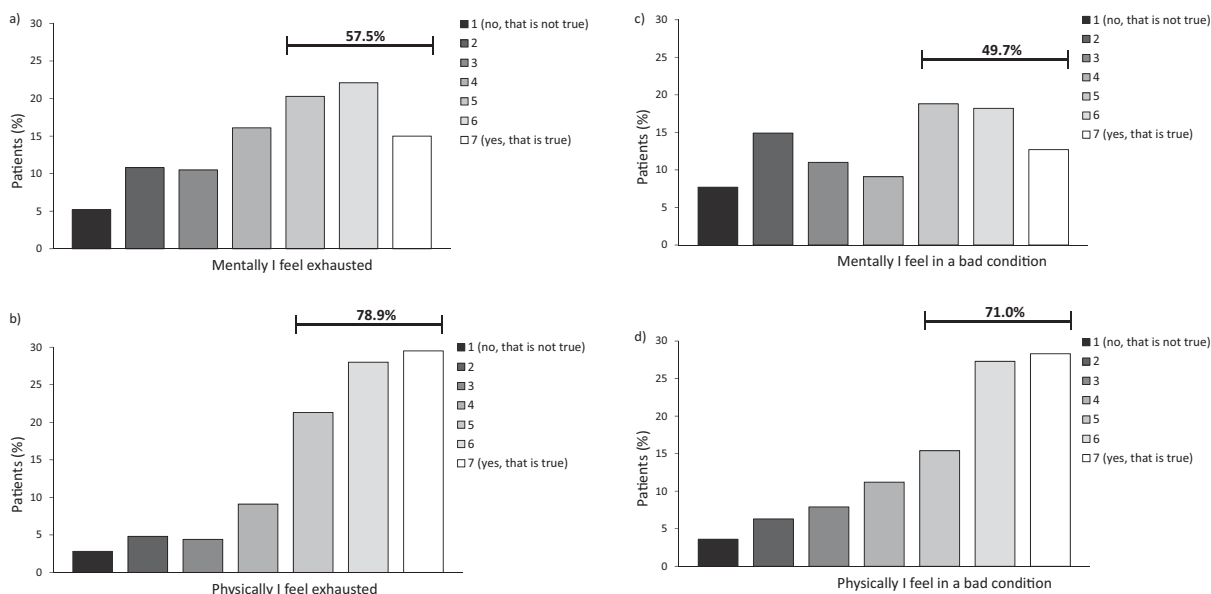 a)
57.5%
30
25
20
15
10
5
0
Patients (%)
1 (no, that is not true)
2
3
4
5
6
7 (yes, that is true)
Mentally I feel exhausted
c)
49.7%
30
25
20
15
10
5
0
Patients (%)
1 (no, that is not true)
2
3
4
5
6
7 (yes, that is true)
Mentally I feel in a bad condition
b)
78.9%
30
25
20
15
10
5
0
Patients (%)
1 (no, that is not true)
2
3
4
5
6
7 (yes, that is true)
Physically I feel exhausted
d)
71.0%
30
25
20
15
10
5
0
Patients (%)
1 (no, that is not true)
2
3
4
5
6
7 (yes, that is true)
Physically I feel in a bad condition